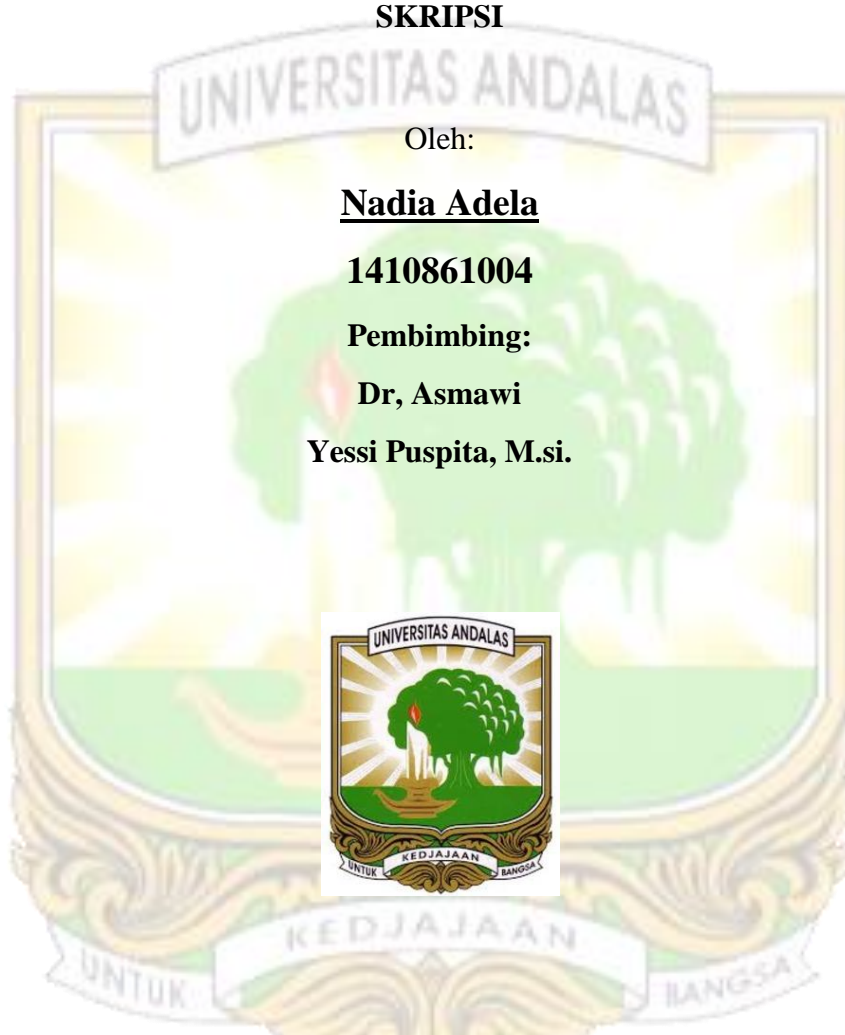 SKRIPSI
UNIVERSITAS ANDALAS
Oleh:
Nadia Adela
1410861004
Pembimbing:
Dr, Asmawi
Yessi Puspita, M.si.
UNIVERSITAS ANDALAS
UNTUK KEDJAJAAN BANGSA
KEDJAJAAN
UNTUK BANGSA